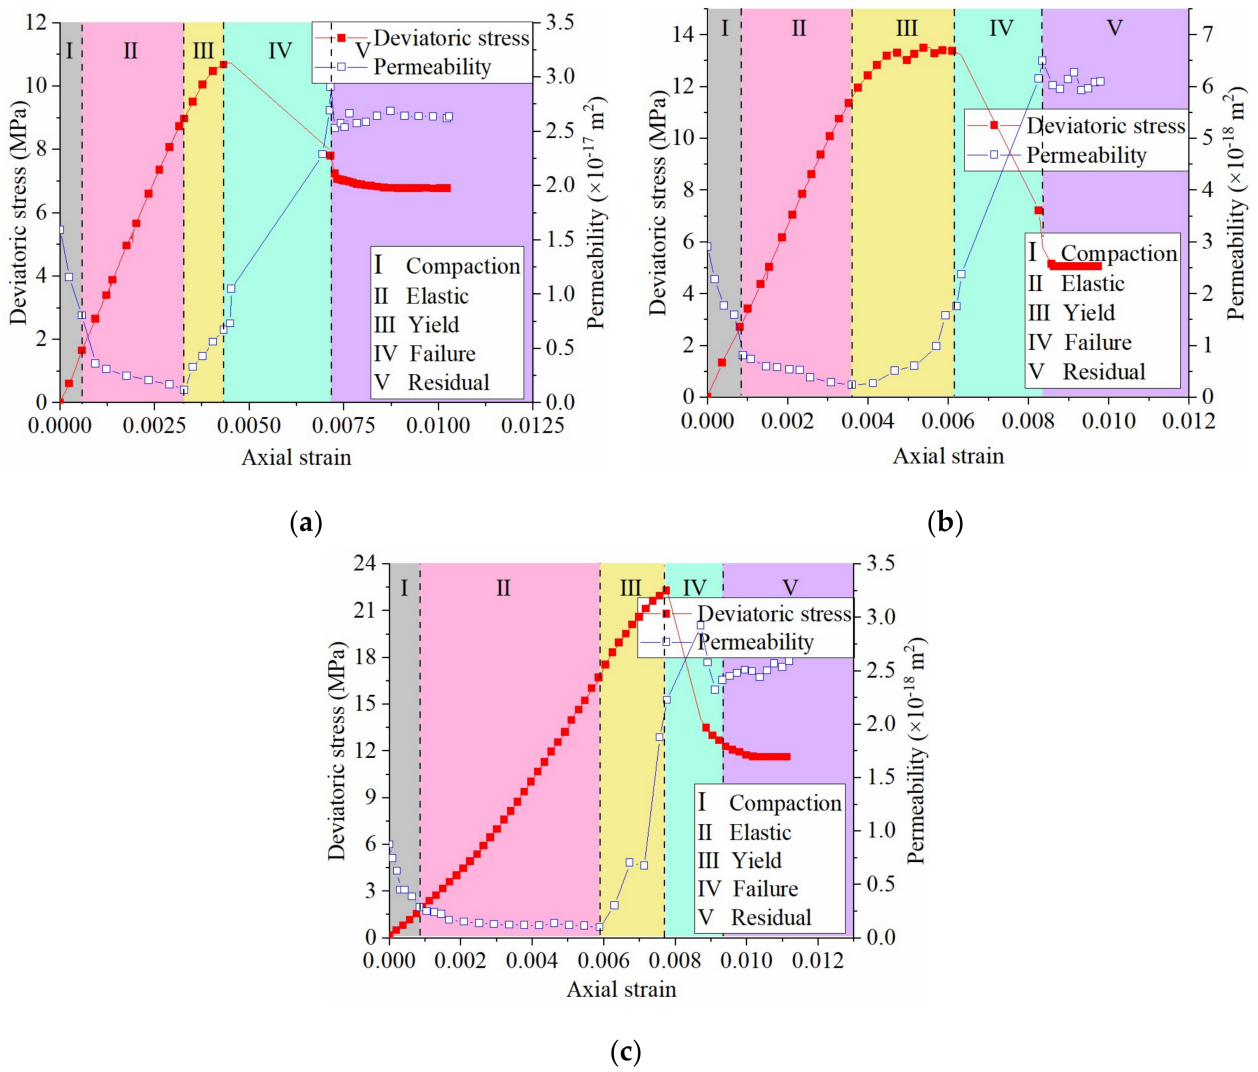 I II III IV V
Deviatoric stress
Permeability
12
10
8
6
4
2
0
Deviatoric stress (MPa)
3.5
3.0
2.5
2.0
1.5
1.0
0.5
0.0
Permeability (×10-17 m2)
I Compaction
II Elastic
III Yield
IV Failure
V Residual
0.0000 0.0025 0.0050 0.0075 0.0100 0.0125
Axial strain
(a)
I II III IV V
Deviatoric stress
Permeability
14
12
10
8
6
4
2
0
Deviatoric stress (MPa)
7
6
5
4
3
2
1
0
Permeability (×10-18 m2)
I Compaction
II Elastic
III Yield
IV Failure
V Residual
0.000 0.002 0.004 0.006 0.008 0.010 0.012
Axial strain
(b)
I II III IV V
Deviatoric stress
Permeability
24
21
18
15
12
9
6
3
0
Deviatoric stress (MPa)
3.5
3.0
2.5
2.0
1.5
1.0
0.5
0.0
Permeability (×10-18 m2)
I Compaction
II Elastic
III Yield
IV Failure
V Residual
0.000 0.002 0.004 0.006 0.008 0.010 0.012
Axial strain
(c)